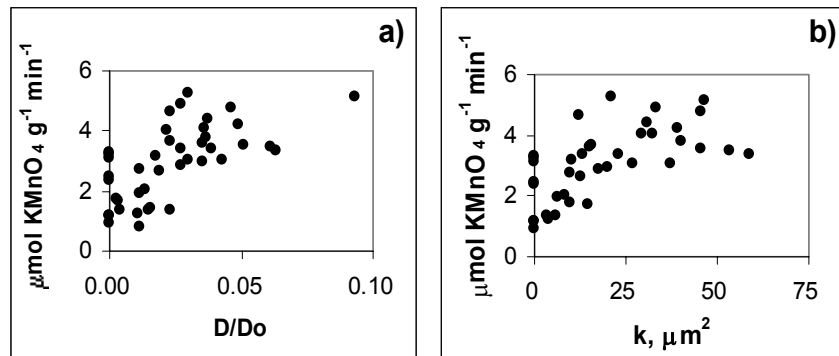 a)
μmol KMnO₄ g⁻¹ min⁻¹
6
4
2
0
0.00 0.05 0.10
D/Do
b)
μmol KMnO₄ g⁻¹ min⁻¹
6
4
2
0
0 25 50 75
k, μm²